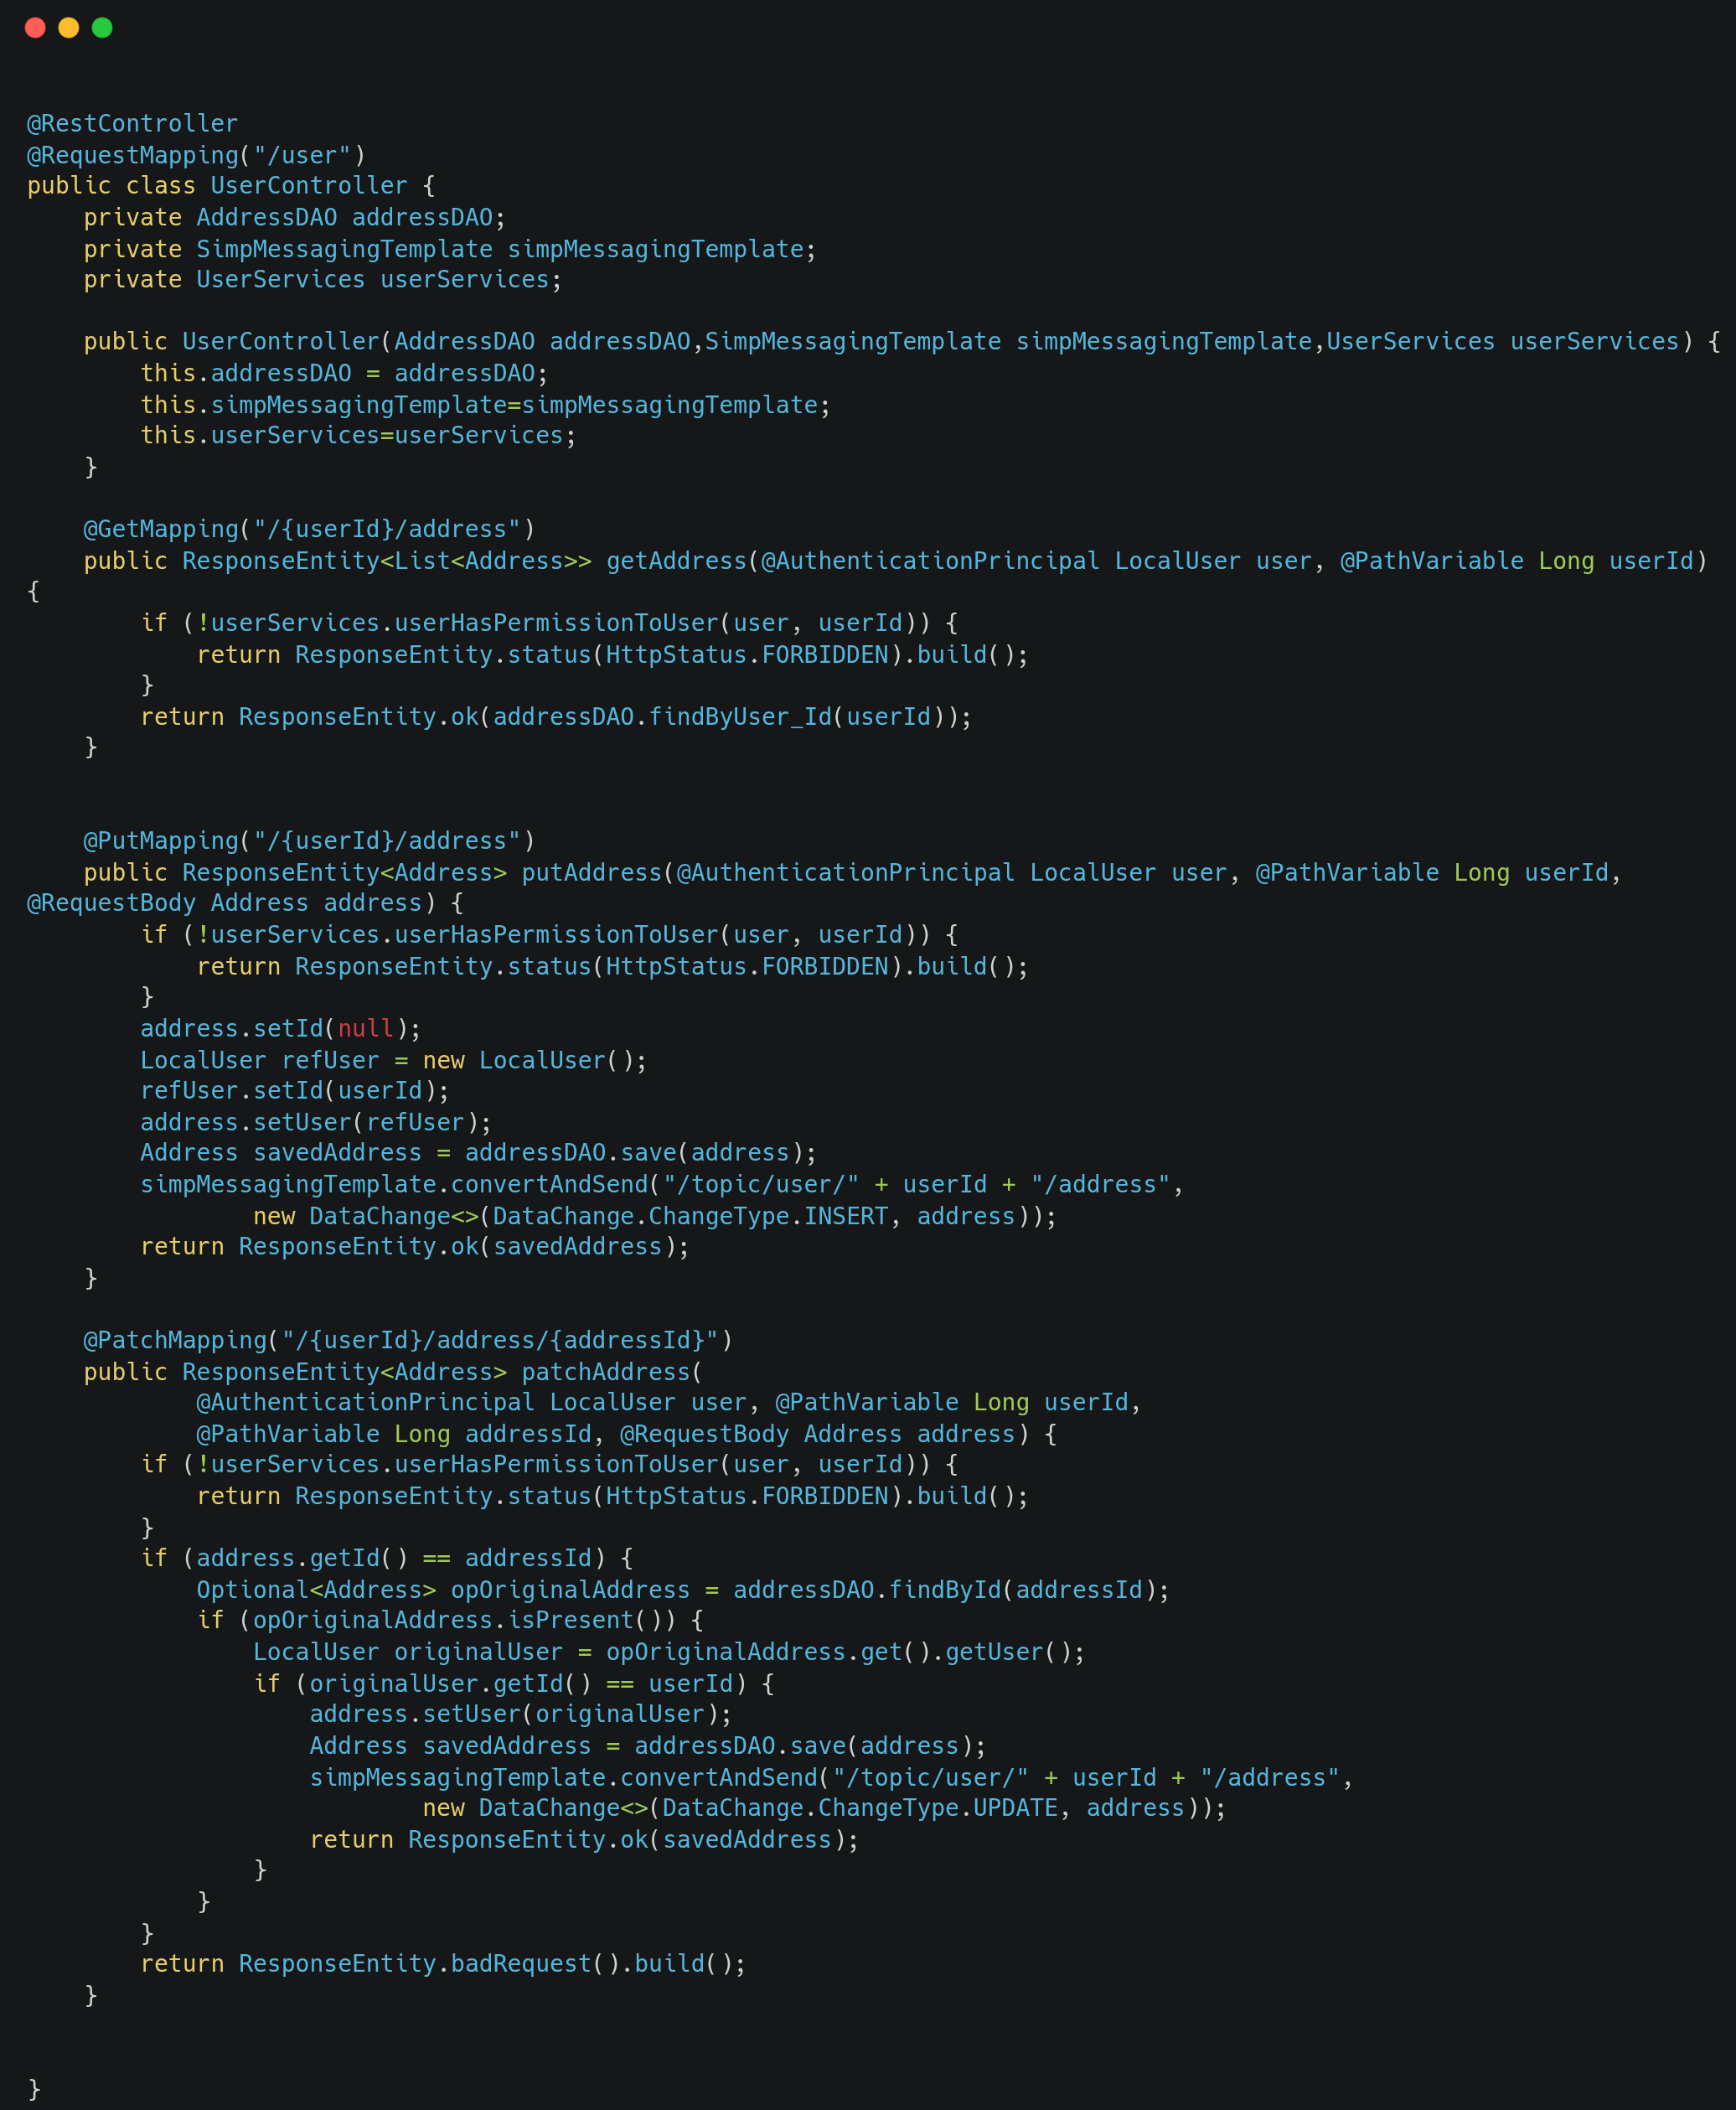 @RestController
@RequestMapping("/user")
public class UserController {
    private AddressDAO addressDAO;
    private SimpMessagingTemplate simpMessagingTemplate;
    private UserServices userServices;

    public UserController(AddressDAO addressDAO,SimpMessagingTemplate simpMessagingTemplate,UserServices userServices) {
        this.addressDAO = addressDAO;
        this.simpMessagingTemplate=simpMessagingTemplate;
        this.userServices=userServices;
    }

    @GetMapping("/{userId}/address")
    public ResponseEntity<List<Address>> getAddress(@AuthenticationPrincipal LocalUser user, @PathVariable Long userId)
{
        if (!userServices.userHasPermissionToUser(user, userId)) {
            return ResponseEntity.status(HttpStatus.FORBIDDEN).build();
        }
        return ResponseEntity.ok(addressDAO.findByUser_Id(userId));
    }


    @PutMapping("/{userId}/address")
    public ResponseEntity<Address> putAddress(@AuthenticationPrincipal LocalUser user, @PathVariable Long userId,
@RequestBody Address address) {
        if (!userServices.userHasPermissionToUser(user, userId)) {
            return ResponseEntity.status(HttpStatus.FORBIDDEN).build();
        }
        address.setId(null);
        LocalUser refUser = new LocalUser();
        refUser.setId(userId);
        address.setUser(refUser);
        Address savedAddress = addressDAO.save(address);
        simpMessagingTemplate.convertAndSend("/topic/user/" + userId + "/address",
                new DataChange<>(DataChange.ChangeType.INSERT, address));
        return ResponseEntity.ok(savedAddress);
    }

    @PatchMapping("/{userId}/address/{addressId}")
    public ResponseEntity<Address> patchAddress(
            @AuthenticationPrincipal LocalUser user, @PathVariable Long userId,
            @PathVariable Long addressId, @RequestBody Address address) {
        if (!userServices.userHasPermissionToUser(user, userId)) {
            return ResponseEntity.status(HttpStatus.FORBIDDEN).build();
        }
        if (address.getId() == addressId) {
            Optional<Address> opOriginalAddress = addressDAO.findById(addressId);
            if (opOriginalAddress.isPresent()) {
                LocalUser originalUser = opOriginalAddress.get().getUser();
                if (originalUser.getId() == userId) {
                    address.setUser(originalUser);
                    Address savedAddress = addressDAO.save(address);
                    simpMessagingTemplate.convertAndSend("/topic/user/" + userId + "/address",
                            new DataChange<>(DataChange.ChangeType.UPDATE, address));
                    return ResponseEntity.ok(savedAddress);
                }
            }
        }
        return ResponseEntity.badRequest().build();
    }


}